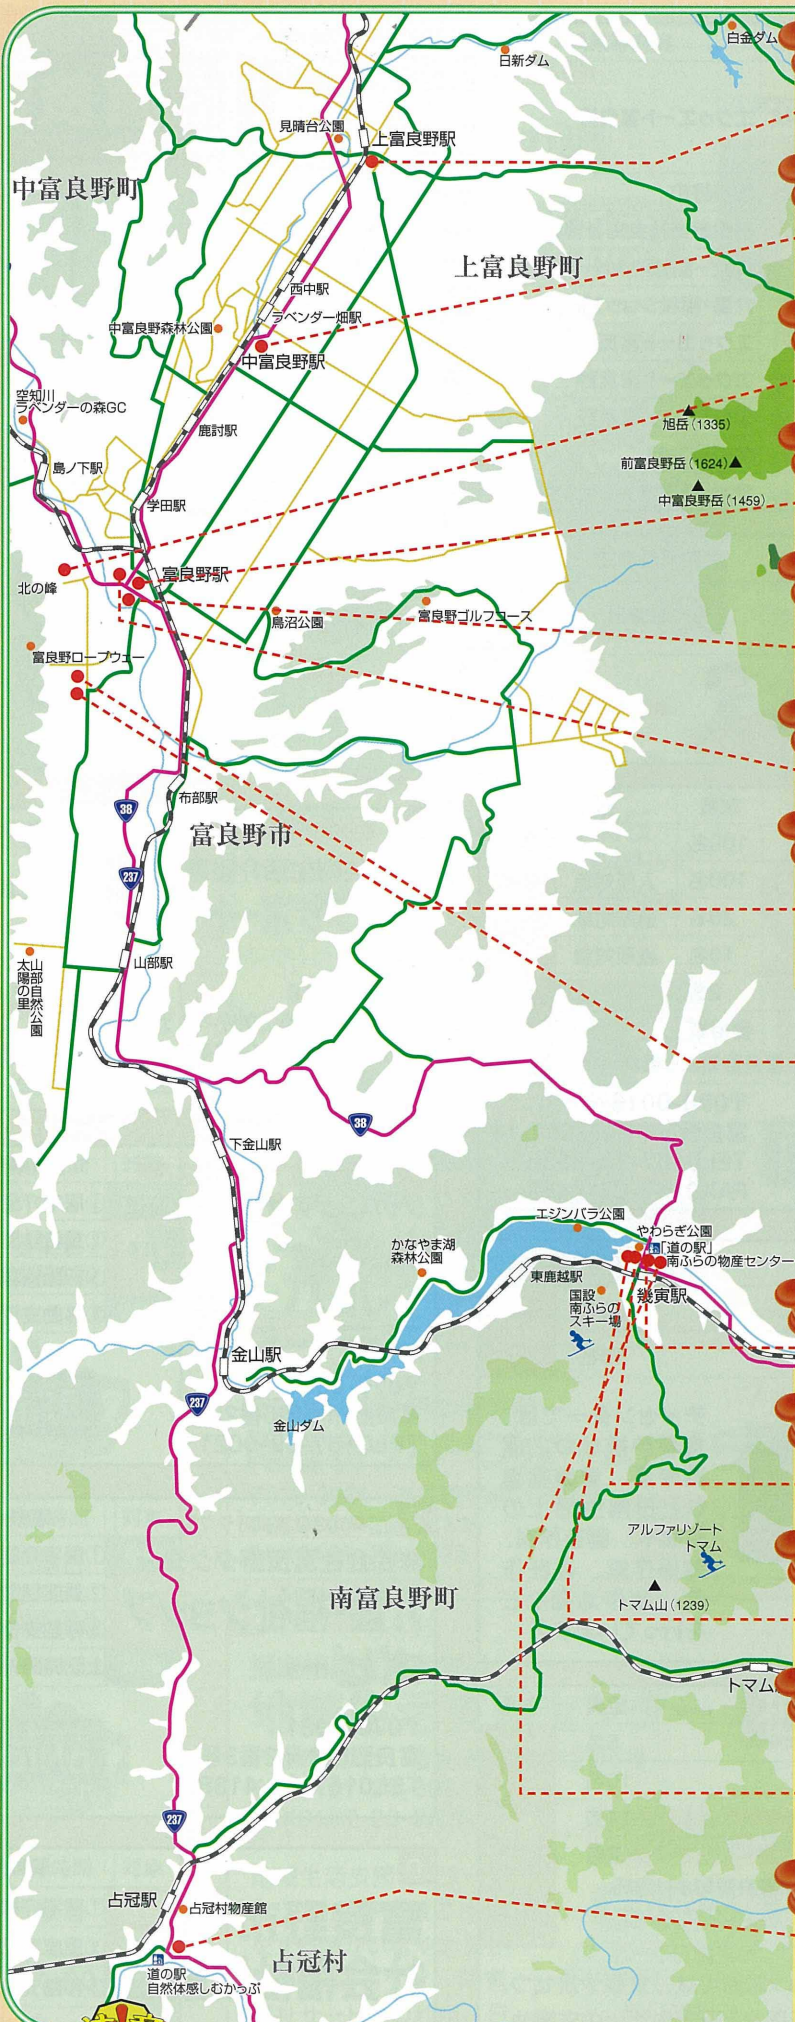 白金ダム
日新ダム
見晴台公園
上富良野駅
中富良野町
上富良野町
西中駅
ラベンダー畑駅
中富良野森林公園
中富良野駅
空知川
ラベンダーの森GC
旭岳(1335)
鹿討駅
前富良野岳(1624)
島ノ下駅
中富良野岳(1459)
学田駅
富良野駅
北の峰
鳥沼公園
富良野ゴルフコース
富良野ロープウェー
布部駅
38
富良野市
237
山部駅
山部自然公園
太陽の里
38
下金山駅
エジンバラ公園
やわらぎ公園
かなやま湖
森林公園
「道の駅」
南ふらの物産センター
東鹿越駅
国設
南ふらの
スキー場
幾寅駅
金山駅
237
金山ダム
アルファリゾート
トマム
トマム山(1239)
南富良野町
トマム
237
占冠駅
占冠村物産館
占冠村
道の駅
自然体感しむかっぷ